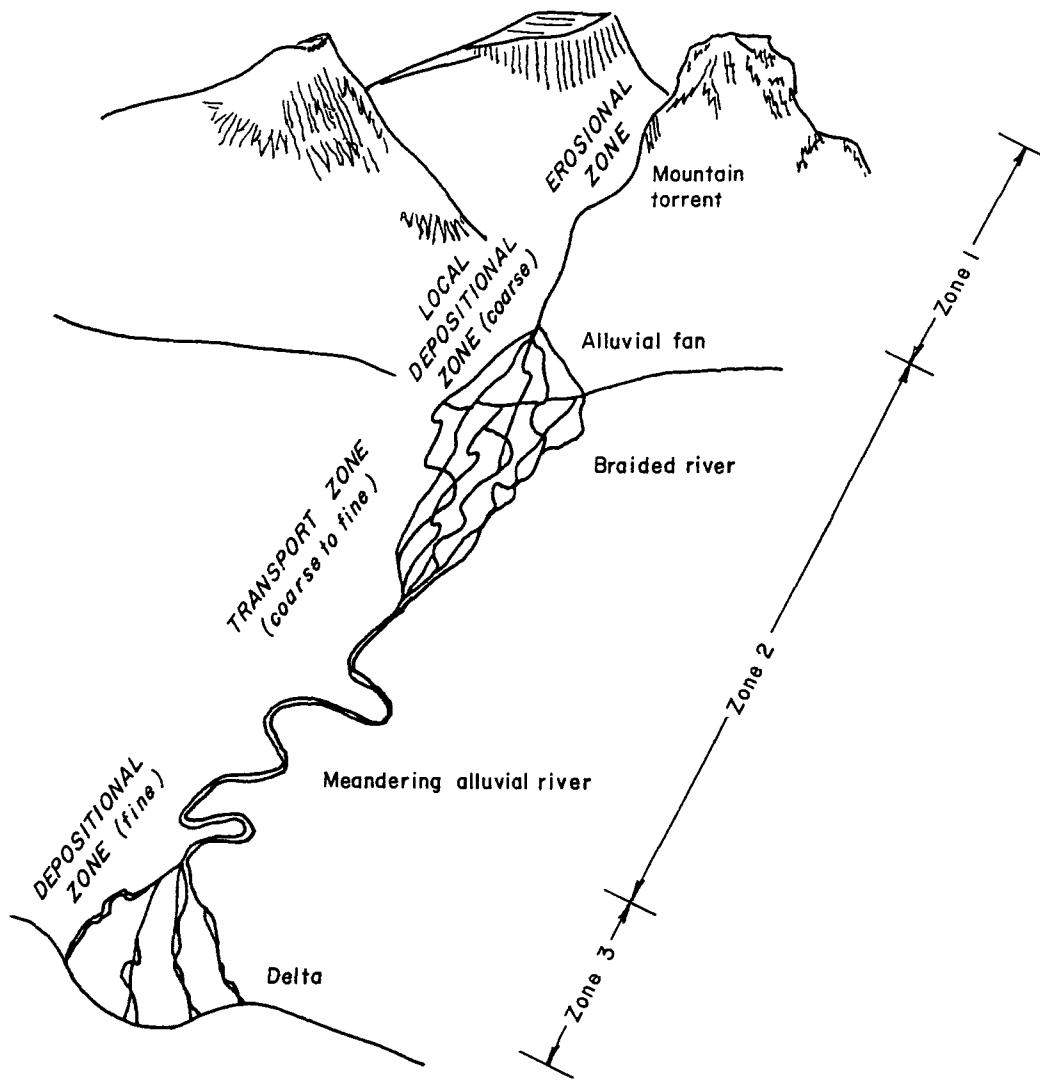 EROSIONAL
ZONE
Mountain
torrent
LOCAL
DEPOSITIONAL
ZONE (coarse)
Zone 1
Alluvial fan
Braided river
TRANSPORT ZONE
(coarse to fine)
Zone 2
Meandering alluvial river
DEPOSITIONAL
ZONE (fine)
Delta
Zone 3